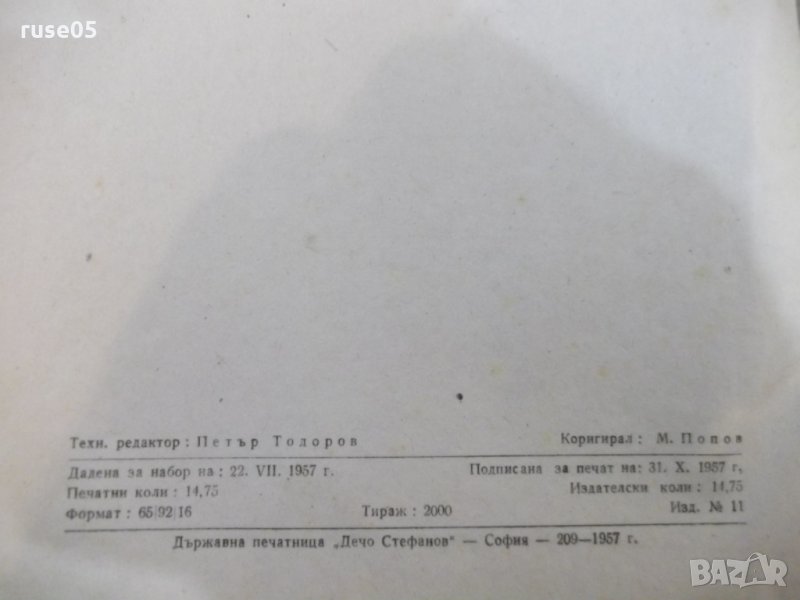 ruse05
Техн. редактор : Петър Тодоров Коригирал : М. Попов
Дадена за набор на : 22. VII. 1957 г. Подписана за печат на: 31. X. 1957 г,
Печатни коли : 14,75 Издателски коли : 14,75
Формат : 65|92|16 Тираж : 2000 Изд. № 11
Държавна печатница „Дечо Стефанов“ — София — 209—1957 г.
BAZAR